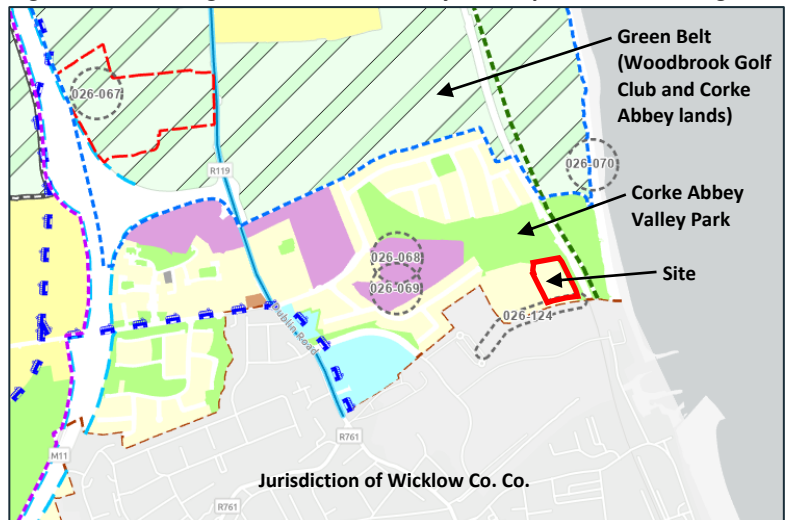 Green Belt
(Woodbrook Golf
Club and Corke
Abbey lands)
026-067
R119
026-070
Corke Abbey
Valley Park
026-068
Site
026-069
026-124
Dublin Road
R761
M11
Jurisdiction of Wicklow Co. Co.
R761